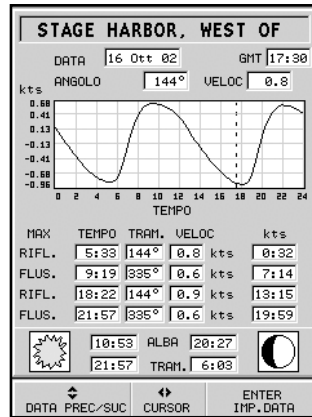 STAGE HARBOR, WEST OF
DATA 16 Ott 02 GMT 17:30
ANGOLO 144° VELOC 0.8
kts
0.68
0.41
0.13
-0.13
-0.41
-0.68
-0.96
0 2 4 6 8 10 12 14 16 18 20 22 24
TEMPO
MAX TEMPO TRAM. VELOC kts
RIFL. 5:33 144° 0.8 kts 0:32
FLUS. 9:19 335° 0.6 kts 7:14
RIFL. 18:22 144° 0.9 kts 13:15
FLUS. 21:57 335° 0.6 kts 19:59
10:53 ALBA 20:27
21:57 TRAM. 6:03
DATA PREC/SUC CURSOR ENTER
IMP.DATA